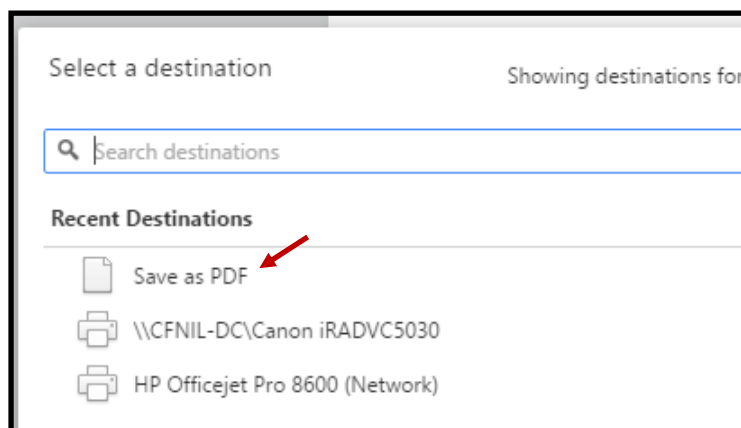 Select a destination
Showing destinations for
Search destinations
Recent Destinations
Save as PDF
\\CFNIL-DC\Canon iRADVC5030
HP Officejet Pro 8600 (Network)